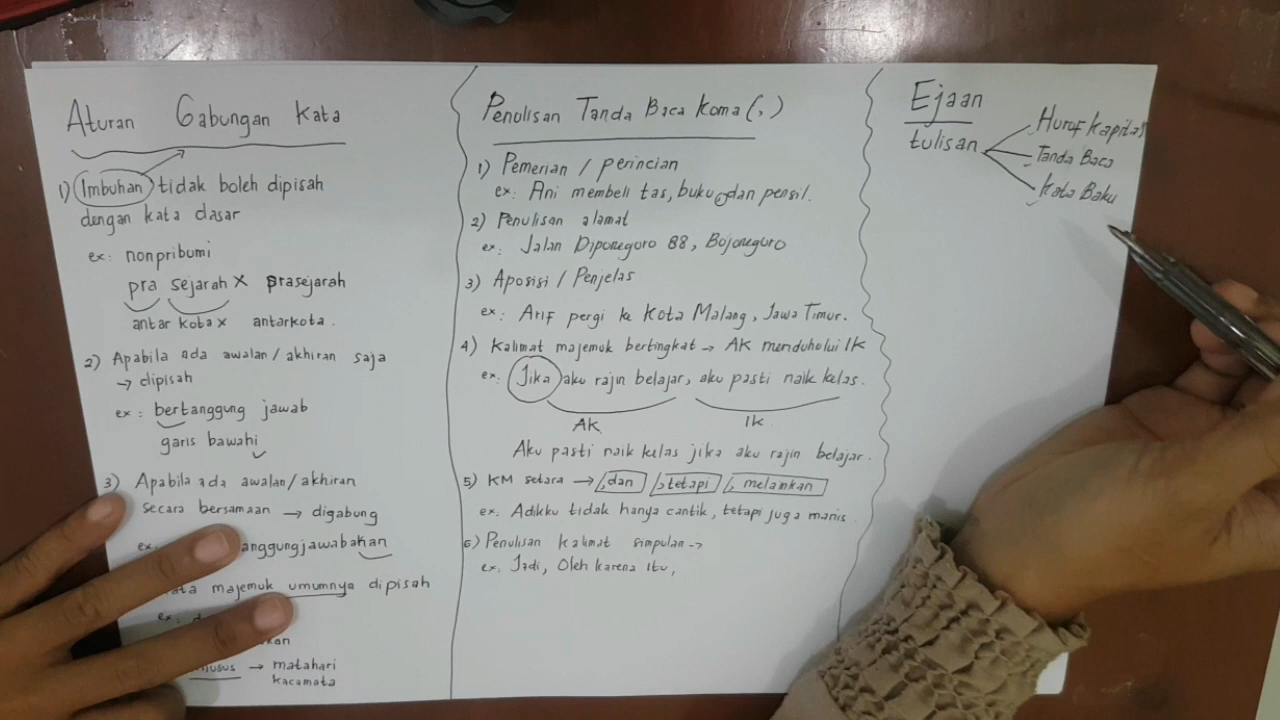 Aturan Gabungan Kata
1) Imbuhan tidak boleh dipisah
dengan kata dasar
ex: nonpribumi
pra sejarah X prasejarah
antar kota X antarkota.
2) Apabila ada awalan/akhiran saja
→ dipisah
ex: bertanggung jawab
garis bawahi
3) Apabila ada awalan/akhiran
secara bersamaan → digabung
ex: anggungjawabakan
majemuk umumnya dipisah
ex:
→ matahari
kacamata
Penulisan Tanda Baca Koma (,)
1) Pemerian / perincian
ex: Ani membeli tas, buku, dan pensil.
2) Penulisan alamat
ex: Jalan Diponegoro 88, Bojonegoro
3) Aposisi / Penjelas
ex: Arif pergi ke Kota Malang, Jawa Timur.
4) Kalimat majemuk bertingkat → AK menduholui IK
ex: Jika aku rajin belajar, aku pasti naik kelas.
AK IK
Aku pasti naik kelas jika aku rajin belajar.
5) KM setara → ,dan / ,tetapi / , melainkan
ex: Adikku tidak hanya cantik, tetapi juga manis.
6) Penulisan kalimat simpulan →
ex: Jadi, Oleh karena itu,
Ejaan
tulisan
Huruf Kapital
Tanda Baca
Kata Baku